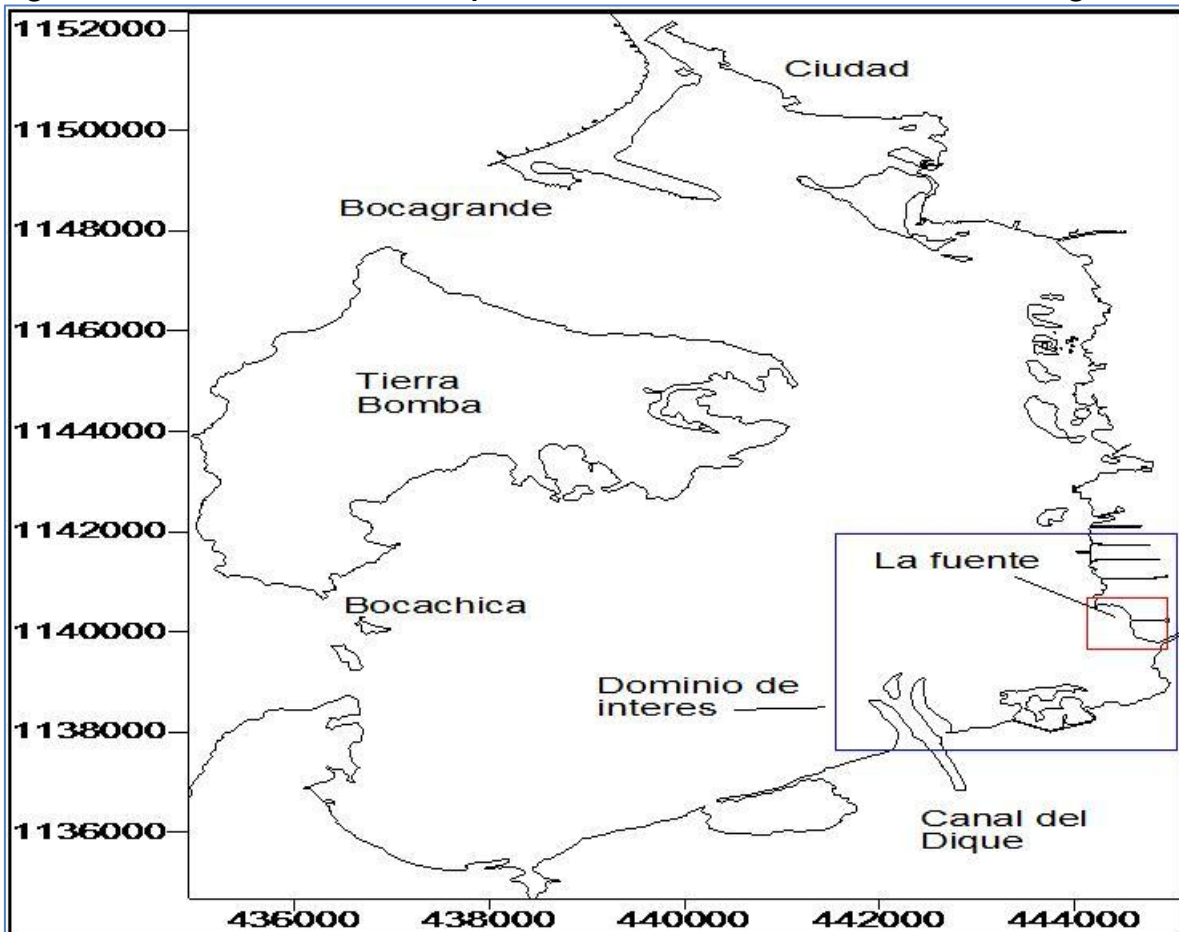 1152000
Ciudad
1150000
Bocagrande
1148000
1146000
Tierra
Bomba
1144000
1142000
La fuente
Bocachica
1140000
Dominio de
interes
1138000
Canal del
Dique
1136000
436000 438000 440000 442000 444000